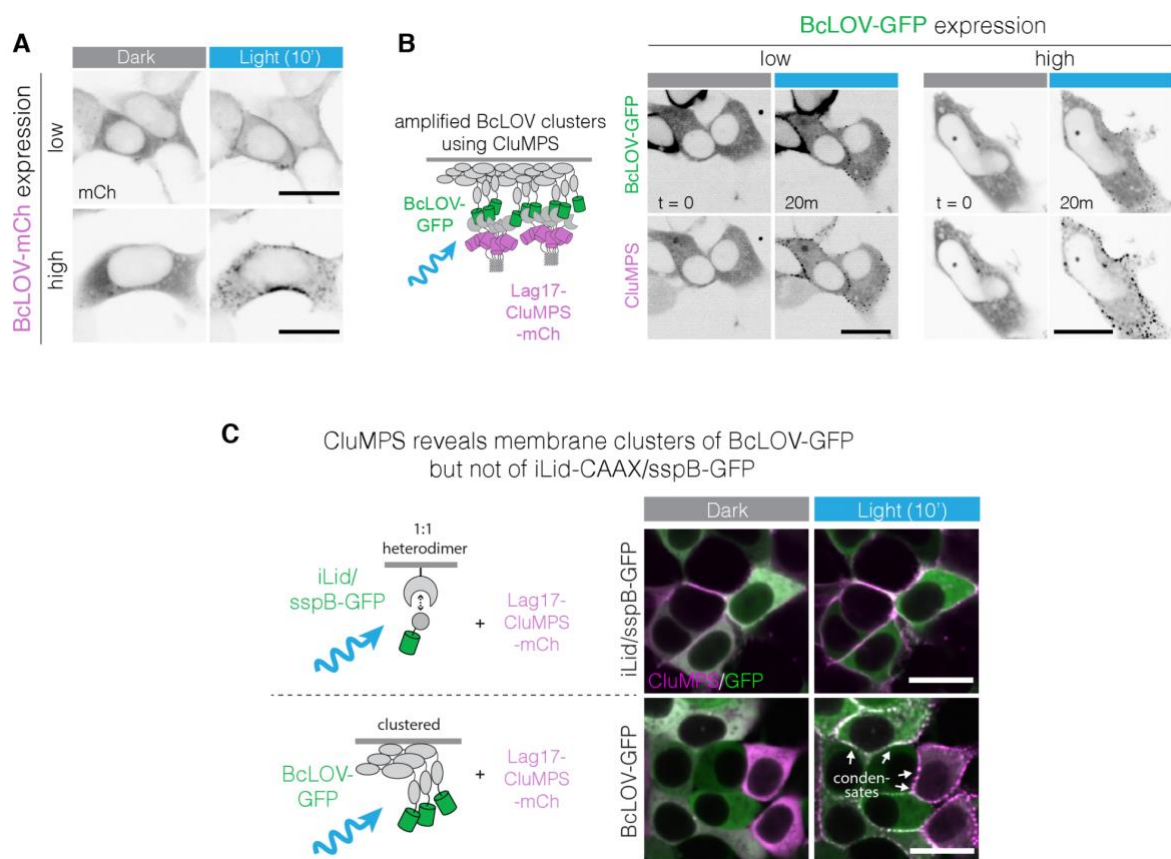 A
Dark
Light (10')
BcLOV-mCh expression
low
high
mCh
B
amplified BcLOV clusters
using CluMPS
BcLOV-
GFP
Lag17-
CluMPS
-mCh
BcLOV-GFP expression
low
high
BcLOV-GFP
CluMPS
t = 0
20m
t = 0
20m
C
CluMPS reveals membrane clusters of BcLOV-GFP
but not of iLid-CAAX/sspB-GFP
Dark
Light (10')
1:1
heterodimer
iLid/
sspB-GFP
+
Lag17-
CluMPS
-mCh
iLid/sspB-GFP
CluMPS/GFP
clustered
BcLOV-
GFP
+
Lag17-
CluMPS
-mCh
BcLOV-GFP
conden-
sates